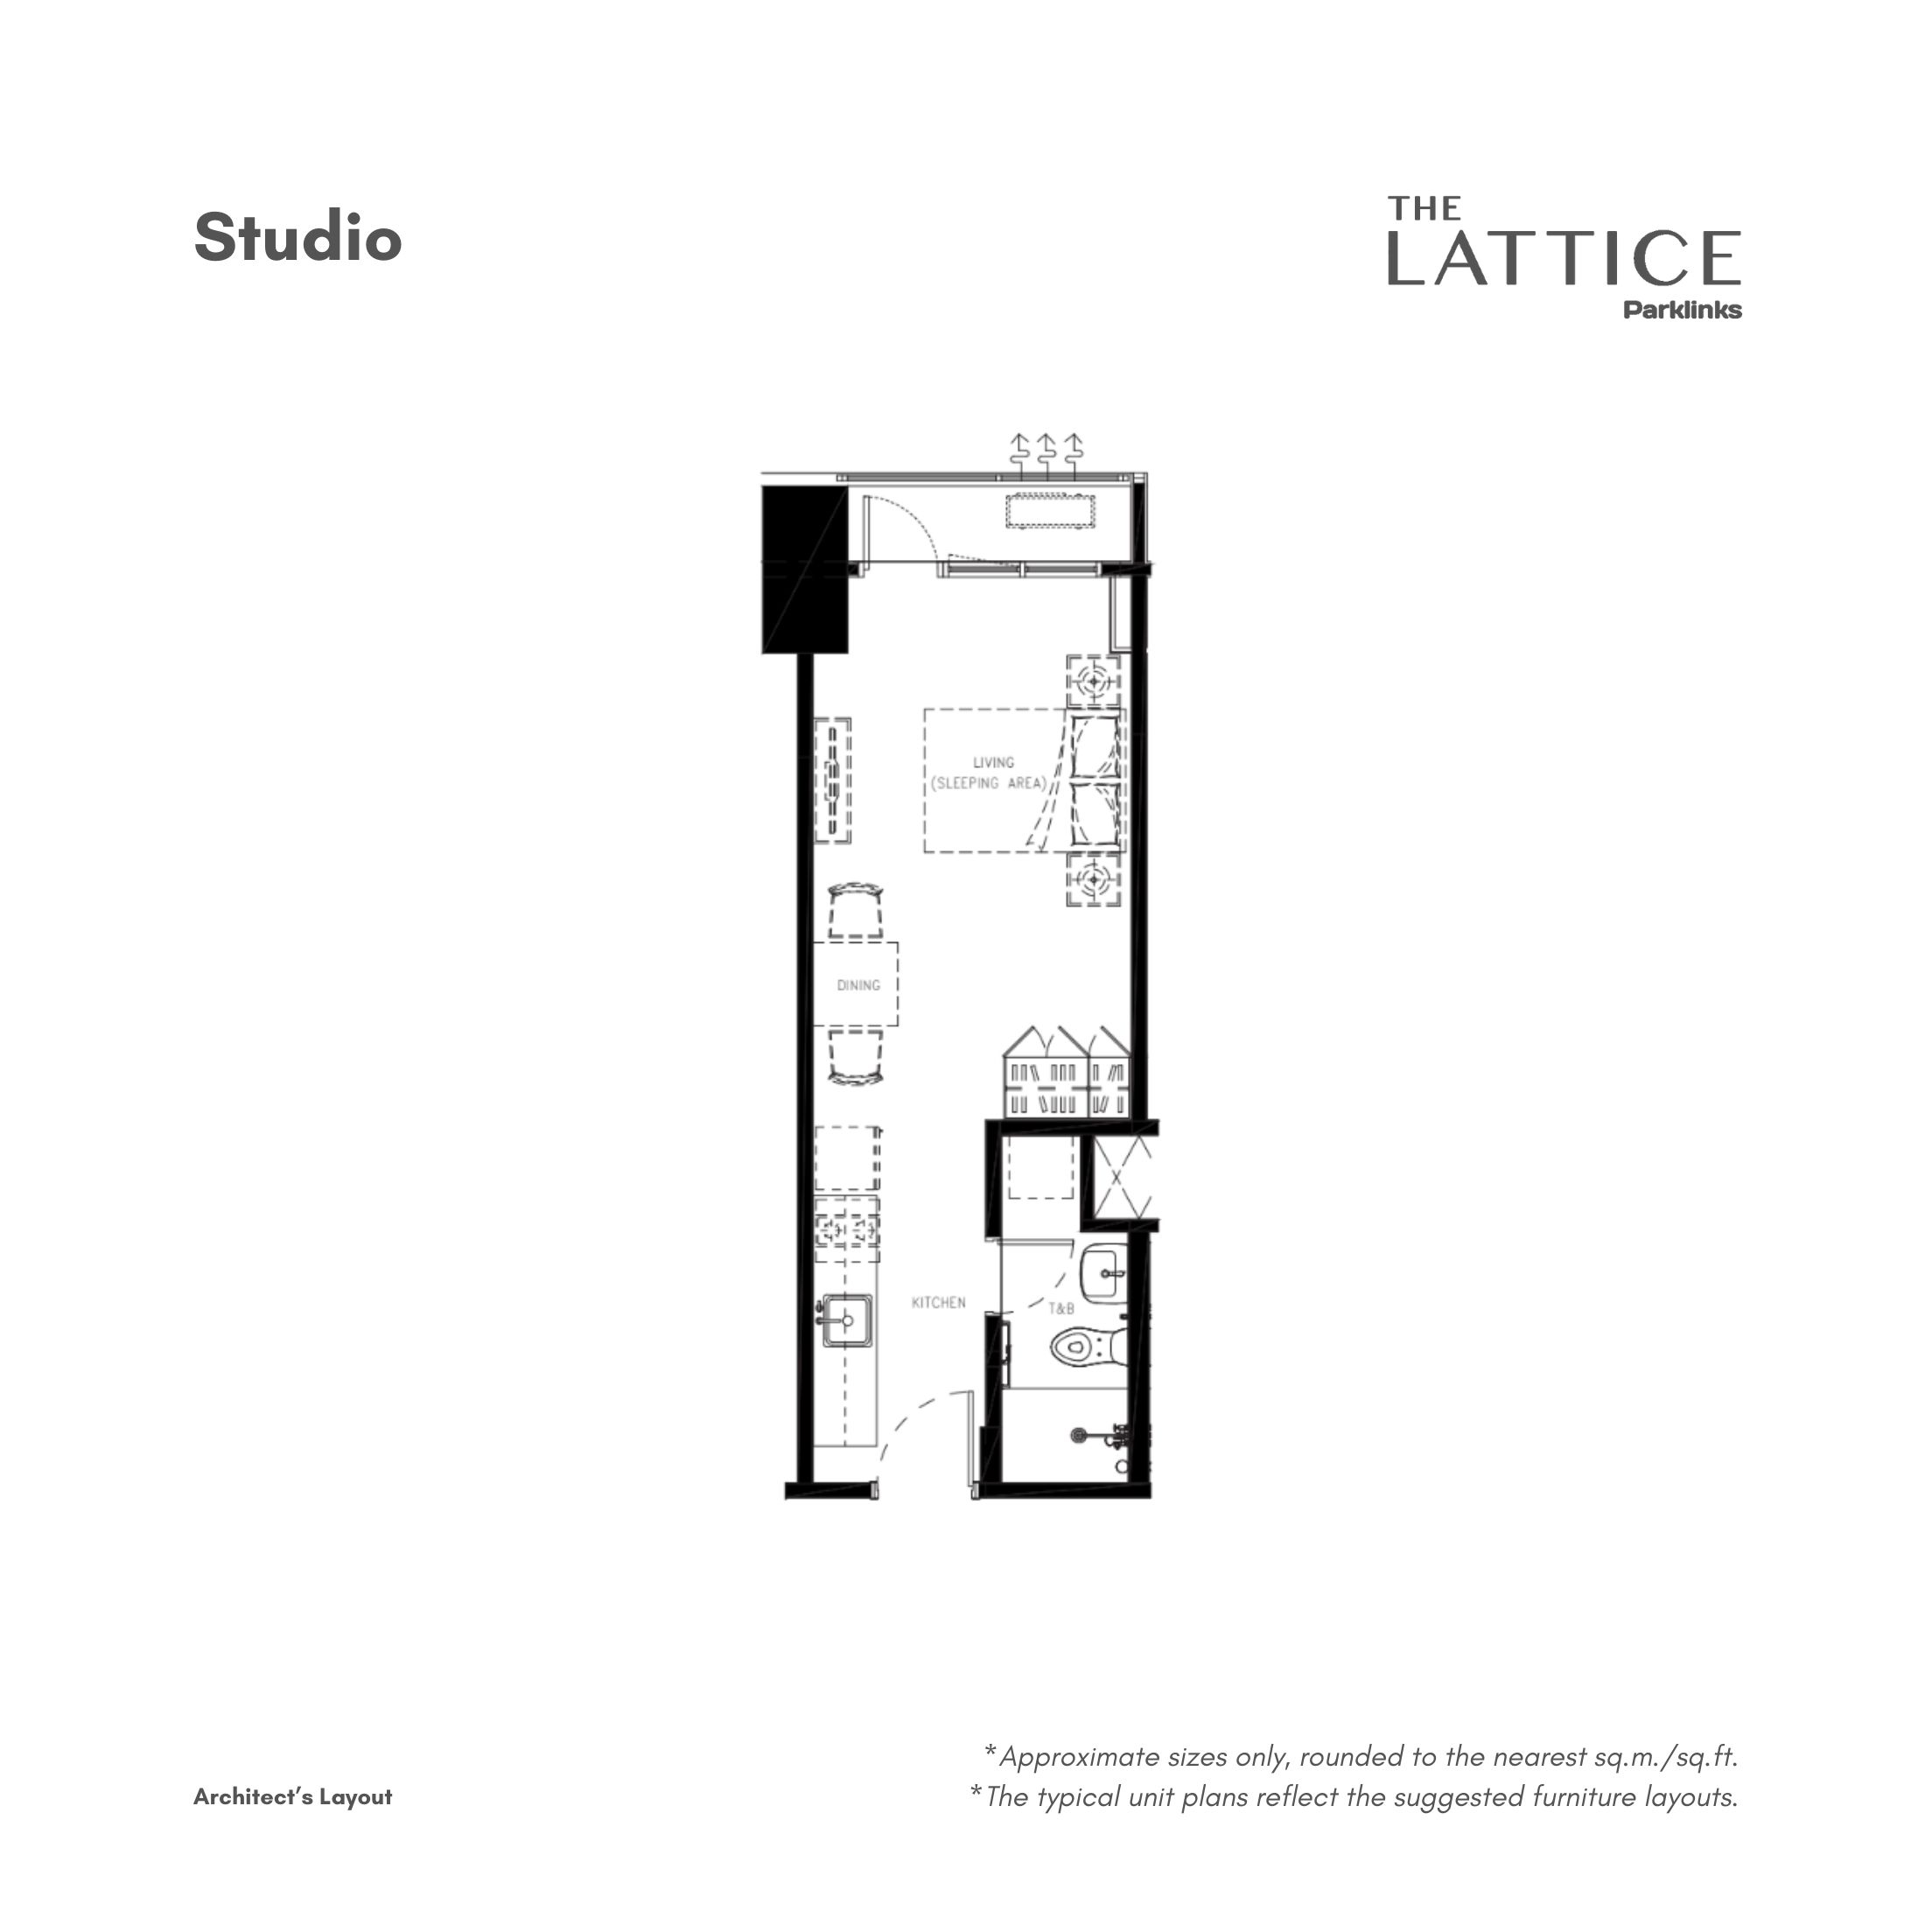 Studio
THE
LATTICE
Parklinks
LIVING
(SLEEPING AREA)
DINING
KITCHEN
T&B
*Approximate sizes only, rounded to the nearest sq.m./sq.ft.
Architect’s Layout
*The typical unit plans reflect the suggested furniture layouts.